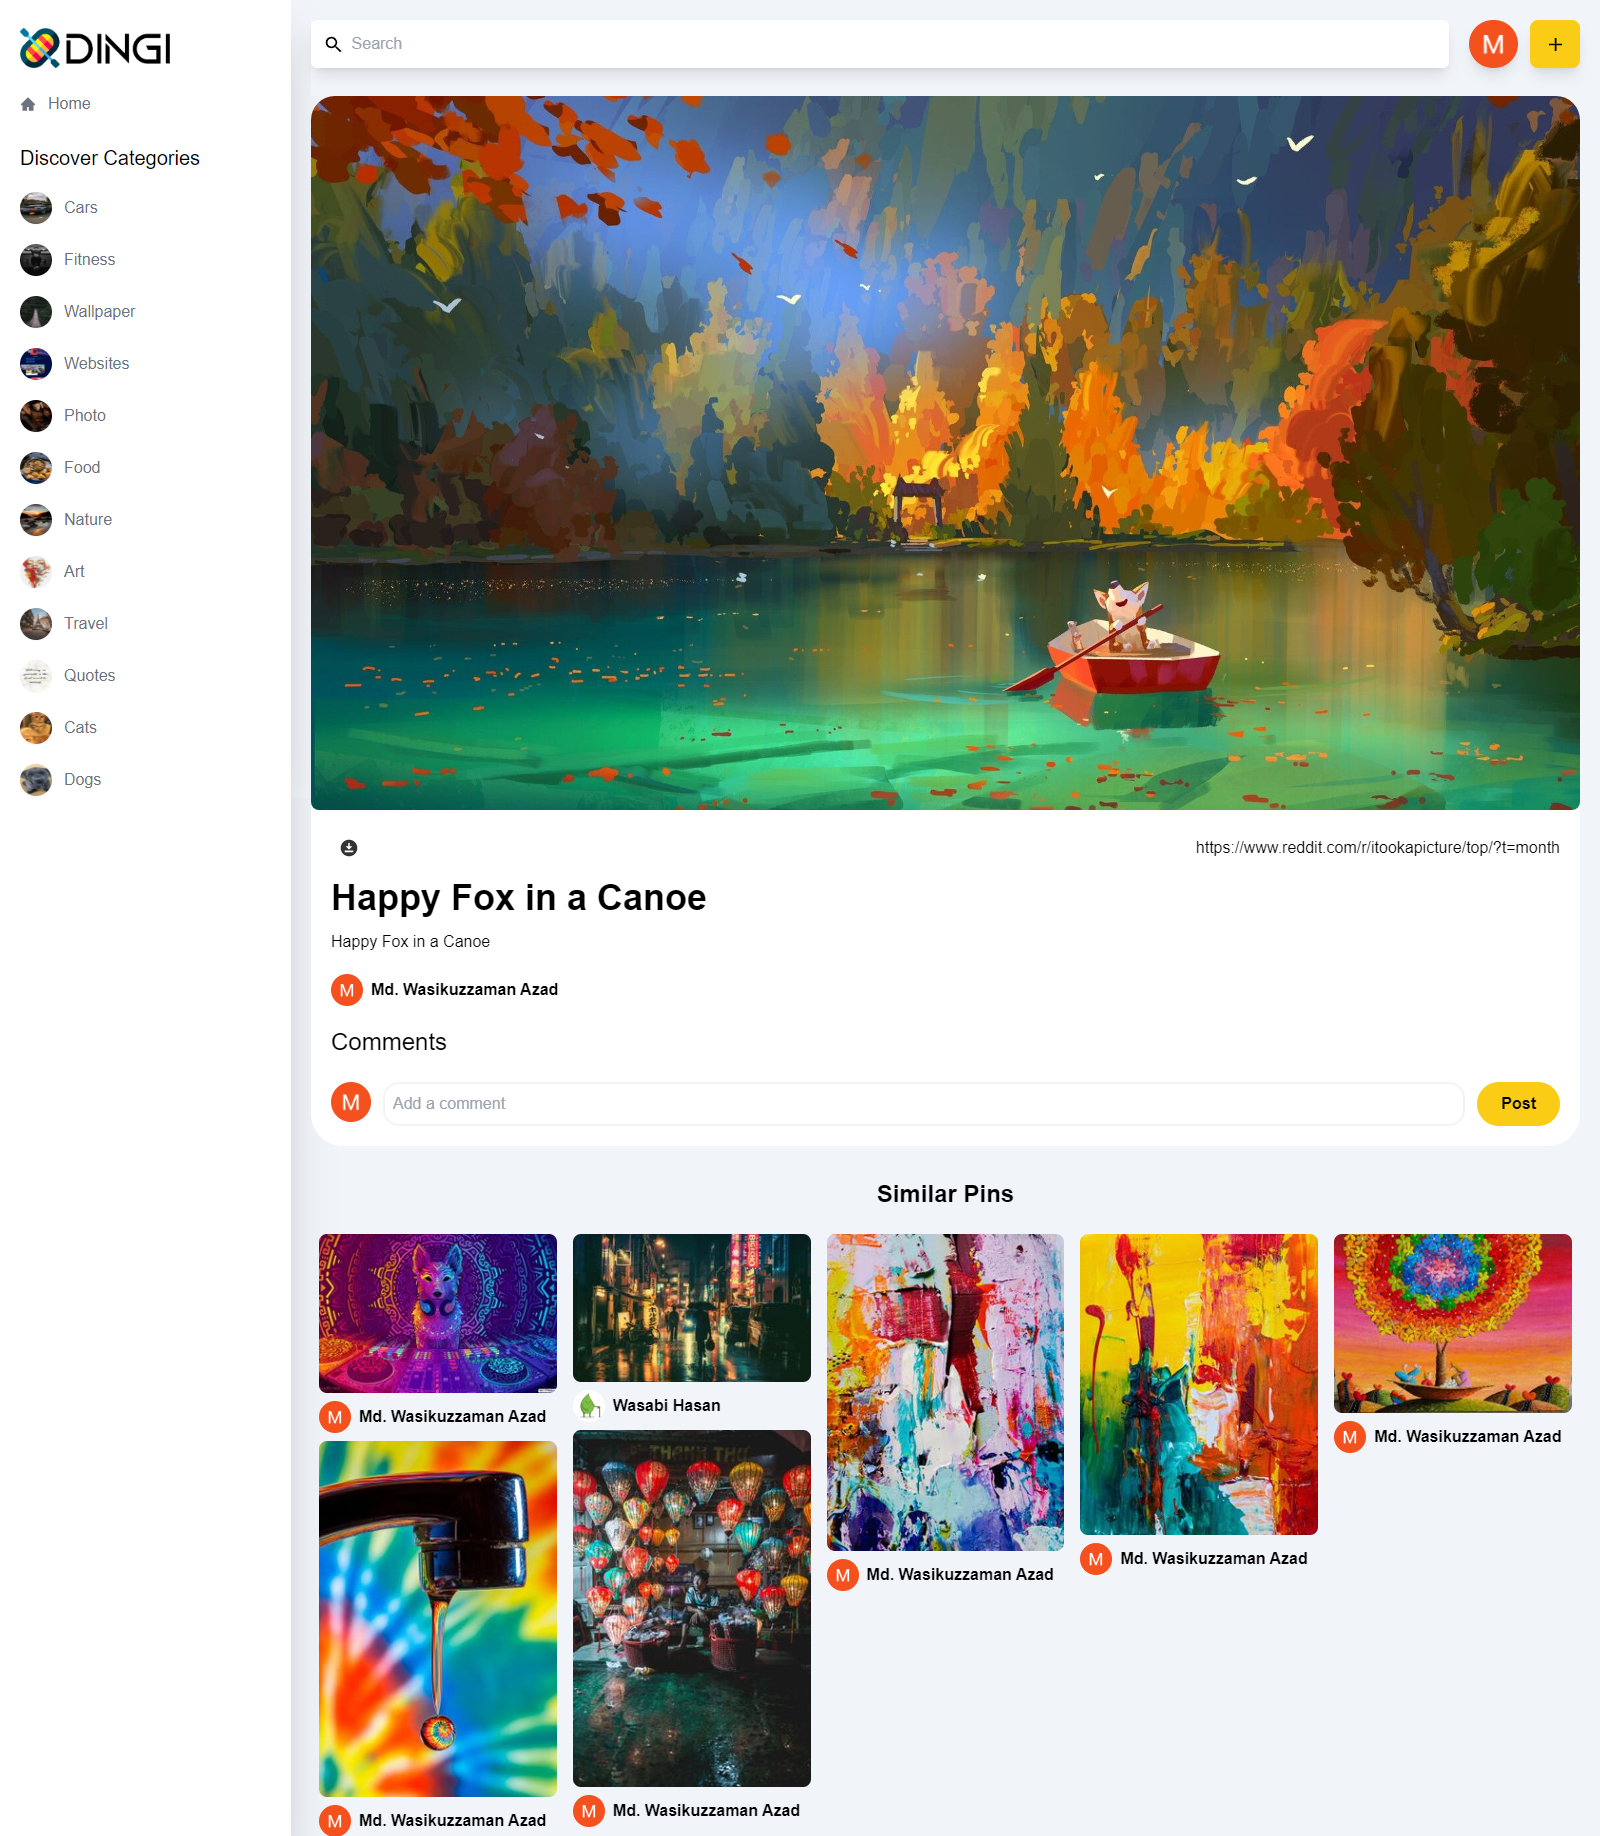 DINGI
Home
Discover Categories
Cars
Fitness
Wallpaper
Websites
Photo
Food
Nature
Art
Travel
Quotes
Cats
Dogs
Search
M
+
https://www.reddit.com/r/itookapicture/top/?t=month
Happy Fox in a Canoe
Happy Fox in a Canoe
M Md. Wasikuzzaman Azad
Comments
M Add a comment Post
Similar Pins
M Md. Wasikuzzaman Azad
Wasabi Hasan
M Md. Wasikuzzaman Azad
M Md. Wasikuzzaman Azad
M Md. Wasikuzzaman Azad
THANH THU
M Md. Wasikuzzaman Azad
M Md. Wasikuzzaman Azad